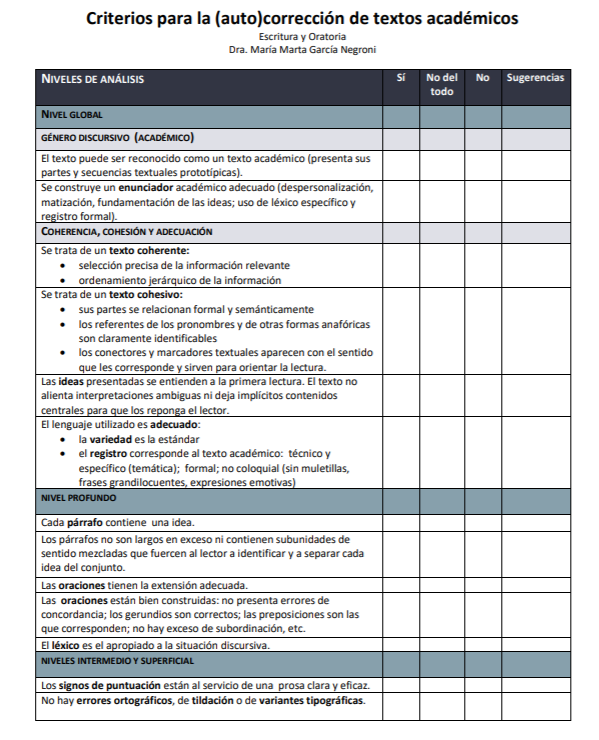 Criterios para la (auto)corrección de textos académicos
Escritura y Oratoria
Dra. María Marta García Negroni
NIVELES DE ANÁLISIS Sí No del todo No Sugerencias
NIVEL GLOBAL
GÉNERO DISCURSIVO (ACADÉMICO)
El texto puede ser reconocido como un texto académico (presenta sus
partes y secuencias textuales prototípicas).
Se construye un enunciador académico adecuado (despersonalización,
matización, fundamentación de las ideas; uso de léxico específico y
registro formal).
COHERENCIA, COHESIÓN Y ADECUACIÓN
Se trata de un texto coherente:
• selección precisa de la información relevante
• ordenamiento jerárquico de la información
Se trata de un texto cohesivo:
• sus partes se relacionan formal y semánticamente
• los referentes de los pronombres y de otras formas anafóricas
son claramente identificables
• los conectores y marcadores textuales aparecen con el sentido
que les corresponde y sirven para orientar la lectura.
Las ideas presentadas se entienden a la primera lectura. El texto no
alienta interpretaciones ambiguas ni deja implícitos contenidos
centrales para que los reponga el lector.
El lenguaje utilizado es adecuado:
• la variedad es la estándar
• el registro corresponde al texto académico: técnico y
específico (temática); formal; no coloquial (sin muletillas,
frases grandilocuentes, expresiones emotivas)
NIVEL PROFUNDO
Cada párrafo contiene una idea.
Los párrafos no son largos en exceso ni contienen subunidades de
sentido mezcladas que fuercen al lector a identificar y a separar cada
idea del conjunto.
Las oraciones tienen la extensión adecuada.
Las oraciones están bien construidas: no presenta errores de
concordancia; los gerundios son correctos; las preposiciones son las
que corresponden; no hay exceso de subordinación, etc.
El léxico es el apropiado a la situación discursiva.
NIVELES INTERMEDIO Y SUPERFICIAL
Los signos de puntuación están al servicio de una prosa clara y eficaz.
No hay errores ortográficos, de tildación o de variantes tipográficas.